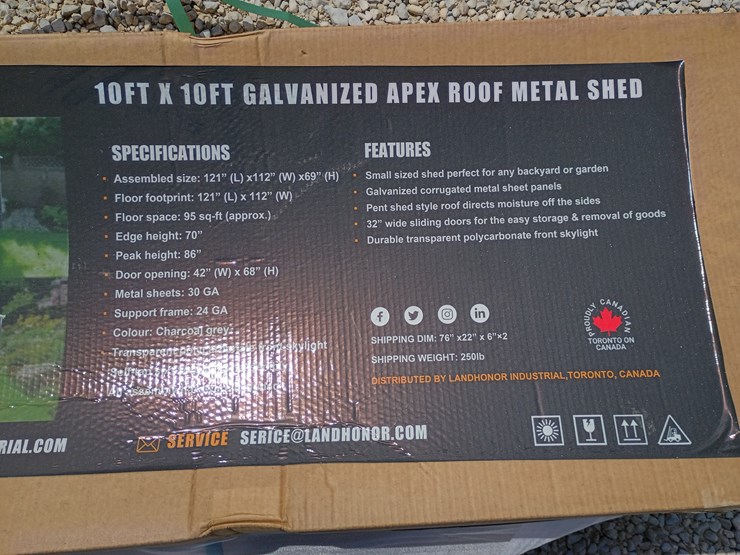 10FT X 10FT GALVANIZED APEX ROOF METAL SHED
SPECIFICATIONS
• Assembled size: 121” (L) x112” (W) x69” (H)
• Floor footprint: 121” (L) x 112” (W)
• Floor space: 95 sq-ft (approx.)
• Edge height: 70”
• Peak height: 86”
• Door opening: 42” (W) x 68” (H)
• Metal sheets: 30 GA
• Support frame: 24 GA
• Colour: Charcoal grey
Transparent skylight
FEATURES
• Small sized shed perfect for any backyard or garden
• Galvanized corrugated metal sheet panels
• Pent shed style roof directs moisture off the sides
• 32” wide sliding doors for the easy storage & removal of goods
• Durable transparent polycarbonate front skylight
f
in
SHIPPING DIM: 76” x22” x 6”×2
SHIPPING WEIGHT: 250lb
DISTRIBUTED BY LANDHONOR INDUSTRIAL,TORONTO, CANADA
PROUDLY CANADIAN
TORONTO ON
CANADA
RIAL.COM
SERVICE SERICE@LANDHONOR.COM